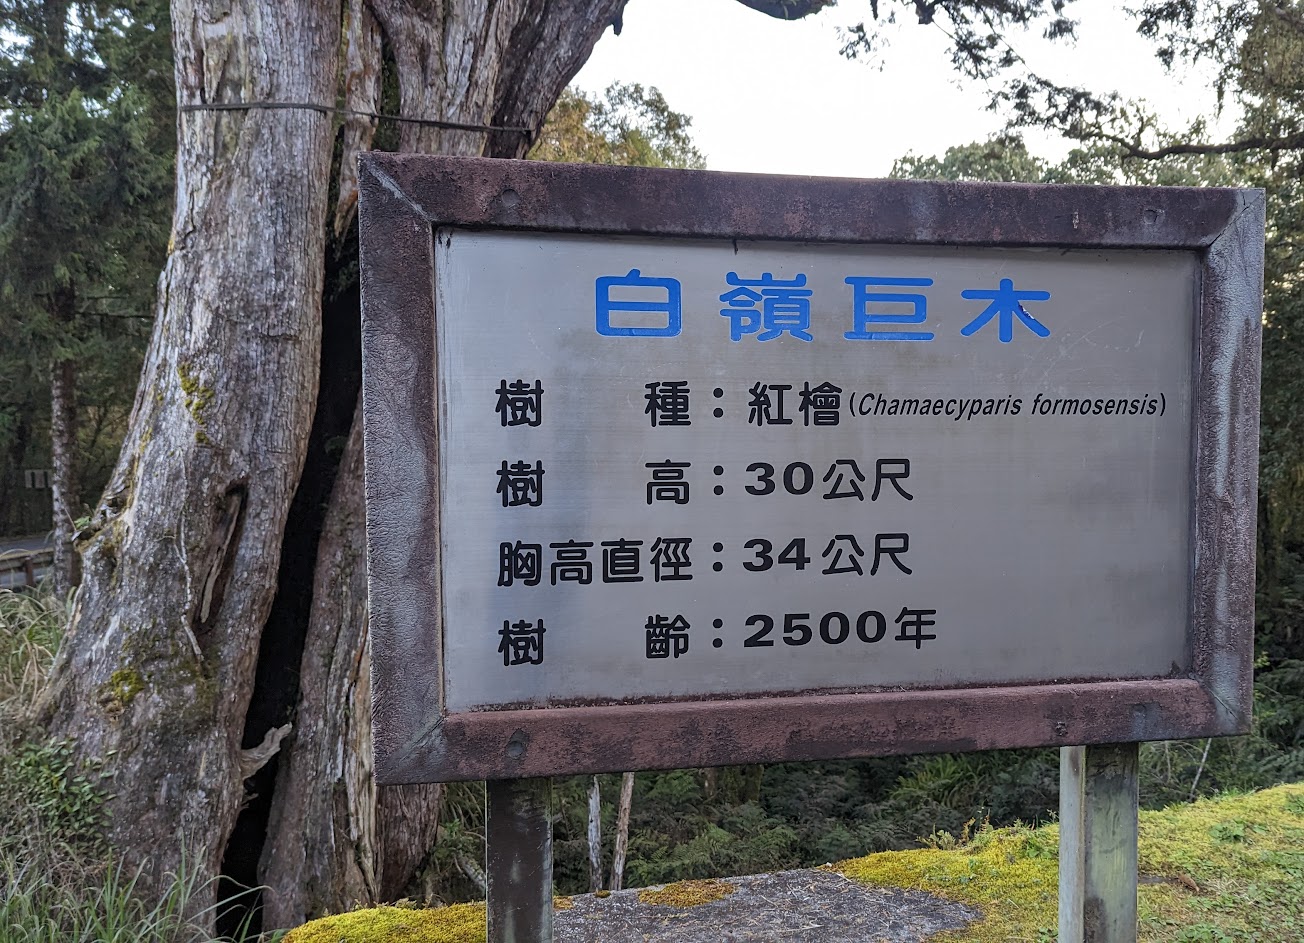 白嶺巨木
樹種：紅檜(Chamaecyparis formosensis)
樹高：30公尺
胸高直徑：34公尺
樹齡：2500年